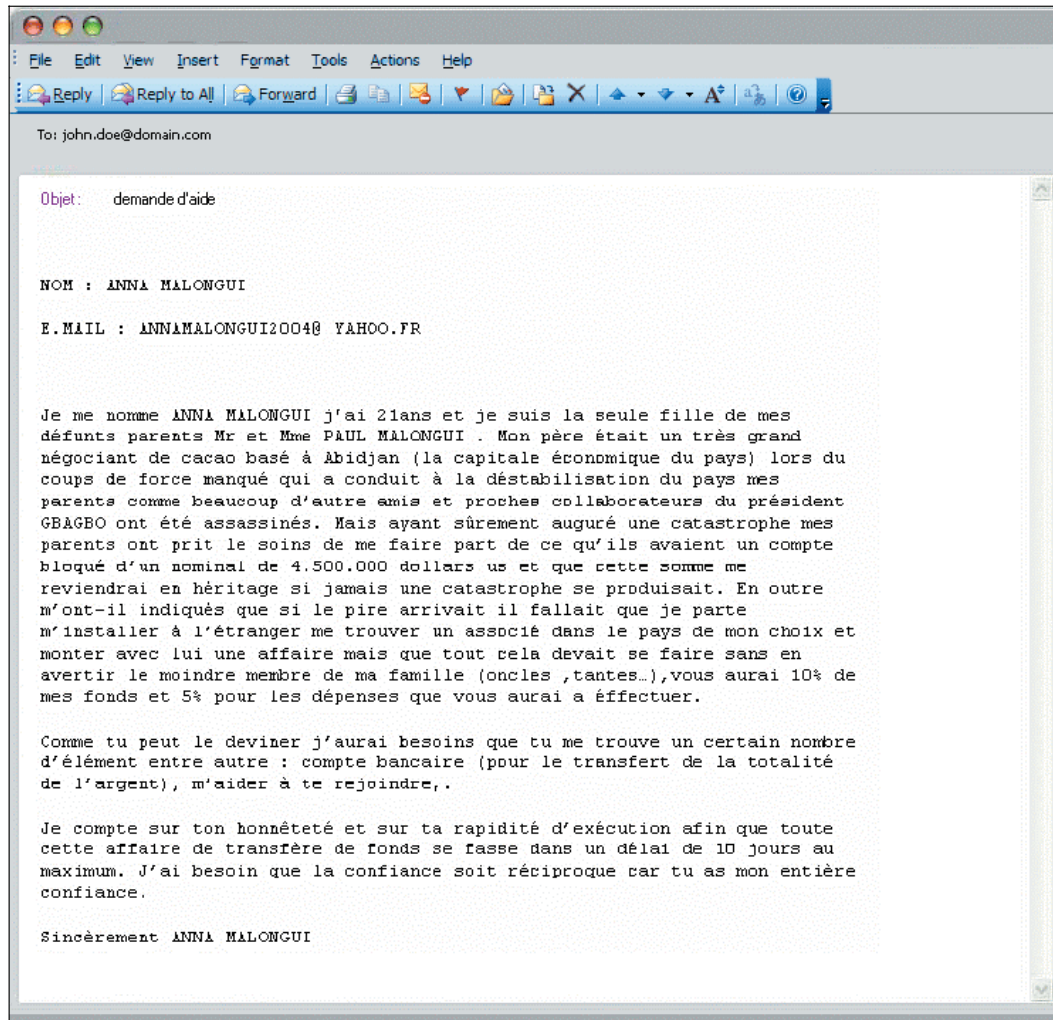 File Edit View Insert Format Tools Actions Help
Reply Reply to All Forward
To: john.doe@domain.com
Objet : demande d'aide
NOM : ANNA MALONGUI
E.MAIL : ANNAMALONGUI2004@ YAHOO.FR
Je me nomme ANNA MALONGUI j'ai 21ans et je suis la seule fille de mes
défunts parents Mr et Mme PAUL MALONGUI . Mon père était un très grand
négociant de cacao basé à Abidjan (la capitale économique du pays) lors du
coups de force manqué qui a conduit à la déstabilisation du pays mes
parents comme beaucoup d'autre amis et proches collaborateurs du président
GBAGBO ont été assassinés. Mais ayant sûrement auguré une catastrophe mes
parents ont prit le soins de me faire part de ce qu'ils avaient un compte
bloqué d'un nominal de 4.500.000 dollars us et que cette somme me
reviendrai en héritage si jamais une catastrophe se produisait. En outre
m'ont-il indiqués que si le pire arrivait il fallait que je parte
m'installer à l'étranger me trouver un associé dans le pays de mon choix et
monter avec lui une affaire mais que tout cela devait se faire sans en
avertir le moindre membre de ma famille (oncles ,tantes…),vous aurai 10% de
mes fonds et 5% pour les dépenses que vous aurai a éffectuer.
Comme tu peut le deviner j'aurai besoins que tu me trouve un certain nombre
d'élément entre autre : compte bancaire (pour le transfert de la totalité
de l'argent), m'aider à te rejoindre,.
Je compte sur ton honnêteté et sur ta rapidité d'exécution afin que toute
cette affaire de transfère de fonds se fasse dans un délai de 10 jours au
maximum. J'ai besoin que la confiance soit réciproque car tu as mon entière
confiance.
Sincèrement ANNA MALONGUI